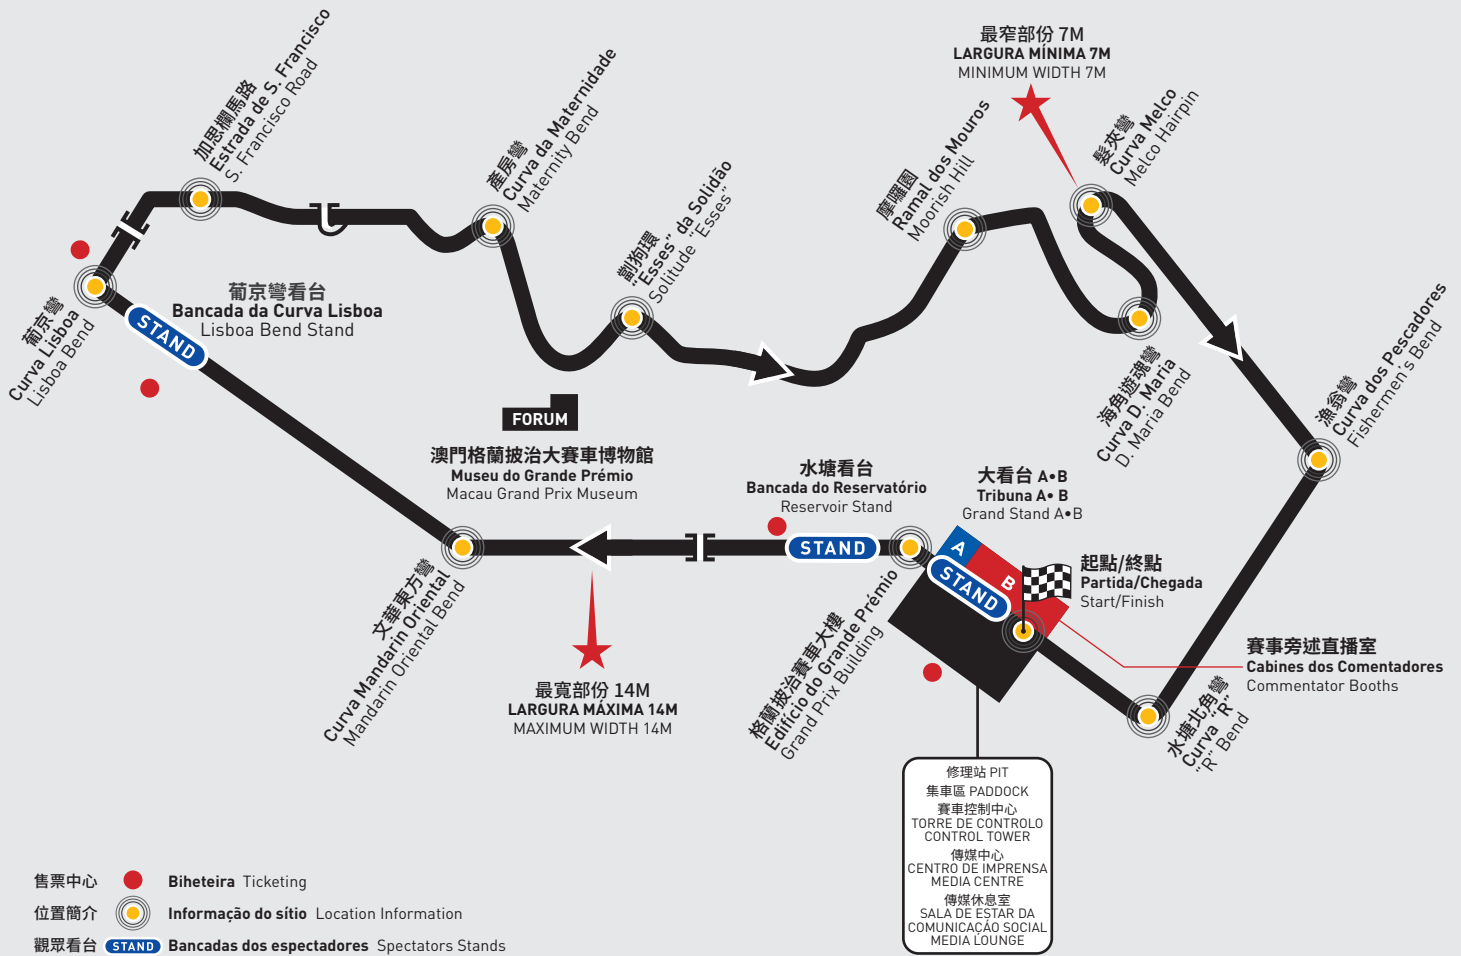 最窄部份 7M
LARGURA MÍNIMA 7M
MINIMUM WIDTH 7M
加思欄馬路
Estrada de S. Francisco
S. Francisco Road
產房彎
Curva da Maternidade
Maternity Bend
劏狗環
“Esses” da Solidão
Solitude “Esses”
摩囉園
Ramal dos Mouros
Moorish Hill
髮夾彎
Curva Melco
Melco Hairpin
葡京彎
Curva Lisboa
Lisboa Bend
STAND
葡京彎看台
Bancada da Curva Lisboa
Lisboa Bend Stand
海角遊魂彎
Curva D. Maria
D. Maria Bend
漁翁彎
Curva dos Pescadores
Fishermen's Bend
FORUM
澳門格蘭披治大賽車博物館
Museu do Grande Prémio
Macau Grand Prix Museum
水塘看台
Bancada do Reservatório
Reservoir Stand
STAND
大看台 A•B
Tribuna A• B
Grand Stand A•B
A
B
STAND
起點/終點
Partida/Chegada
Start/Finish
文華東方彎
Curva Mandarin Oriental
Mandarin Oriental Bend
最寬部份 14M
LARGURA MÁXIMA 14M
MAXIMUM WIDTH 14M
格蘭披治賽車大樓
Edifício do Grande Prémio
Grand Prix Building
賽事旁述直播室
Cabines dos Comentadores
Commentator Booths
水塘北角彎
Curva “R”
“R” Bend
修理站 PIT
集車區 PADDOCK
賽車控制中心
TORRE DE CONTROLO
CONTROL TOWER
傳媒中心
CENTRO DE IMPRENSA
MEDIA CENTRE
傳媒休息室
SALA DE ESTAR DA
COMUNICAÇÃO SOCIAL
MEDIA LOUNGE
售票中心 Biheteira Ticketing
位置簡介 Informação do sítio Location Information
觀眾看台 STAND Bancadas dos espectadores Spectators Stands